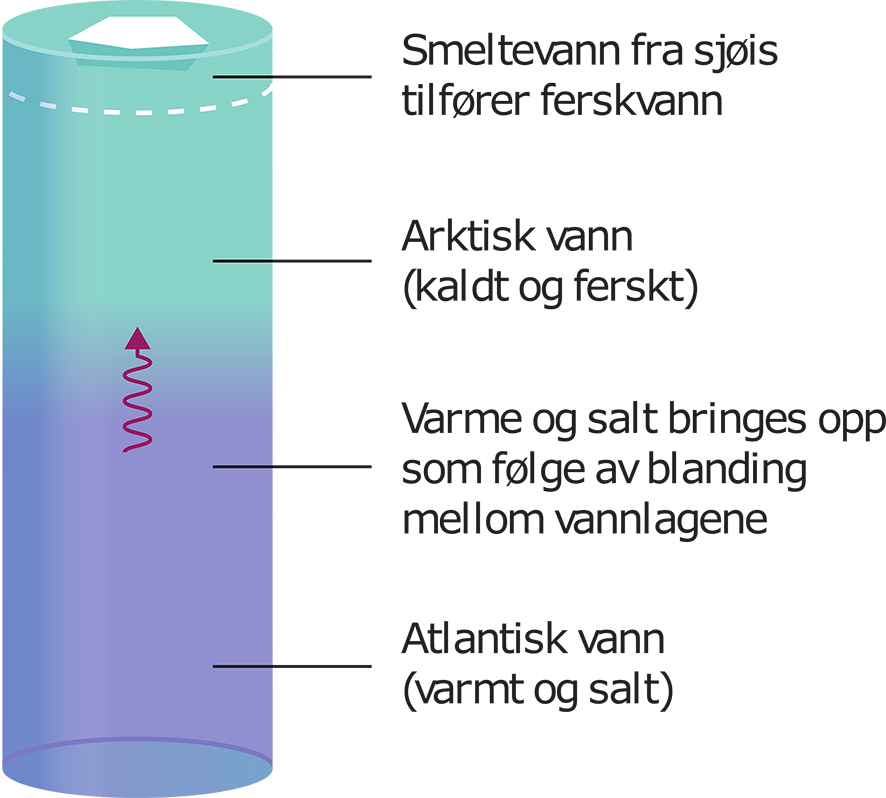 Smeltevann fra sjøis
tilfører ferskvann
Arktisk vann
(kaldt og ferskt)
Varme og salt bringes opp
som følge av blanding
mellom vannlagene
Atlantisk vann
(varmt og salt)